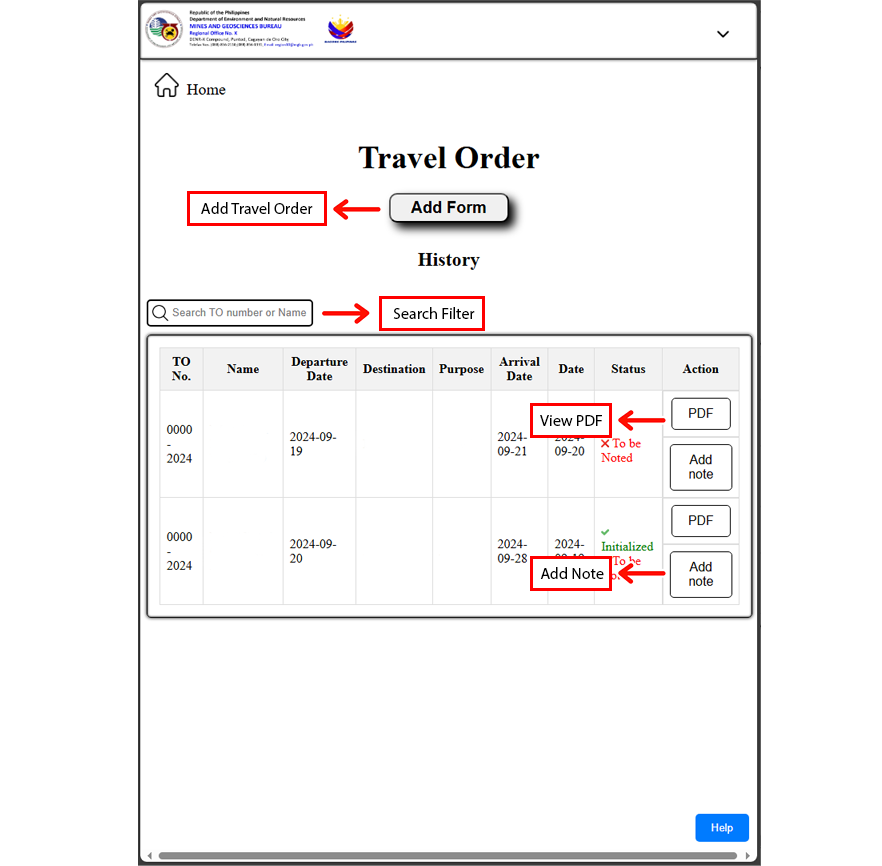 Republic of the Philippines
Department of Environment and Natural Resources
MINES AND GEOSCIENCES BUREAU
Regional Office No. X
DENR-X Compound, Puntod, Cagayan de Oro City
Home
Travel Order
Add Travel Order
Add Form
History
Search TO number or Name
Search Filter
TO No.
Name
Departure Date
Destination
Purpose
Arrival Date
Date
Status
Action
0000
-
2024
2024-09-
19
2024-
09-21
2024-
09-20
View PDF
To be
Noted
PDF
Add
note
0000
-
2024
2024-09-
20
2024-
09-28
2024-
Initialized
To be
Add Note
PDF
Add
note
Help